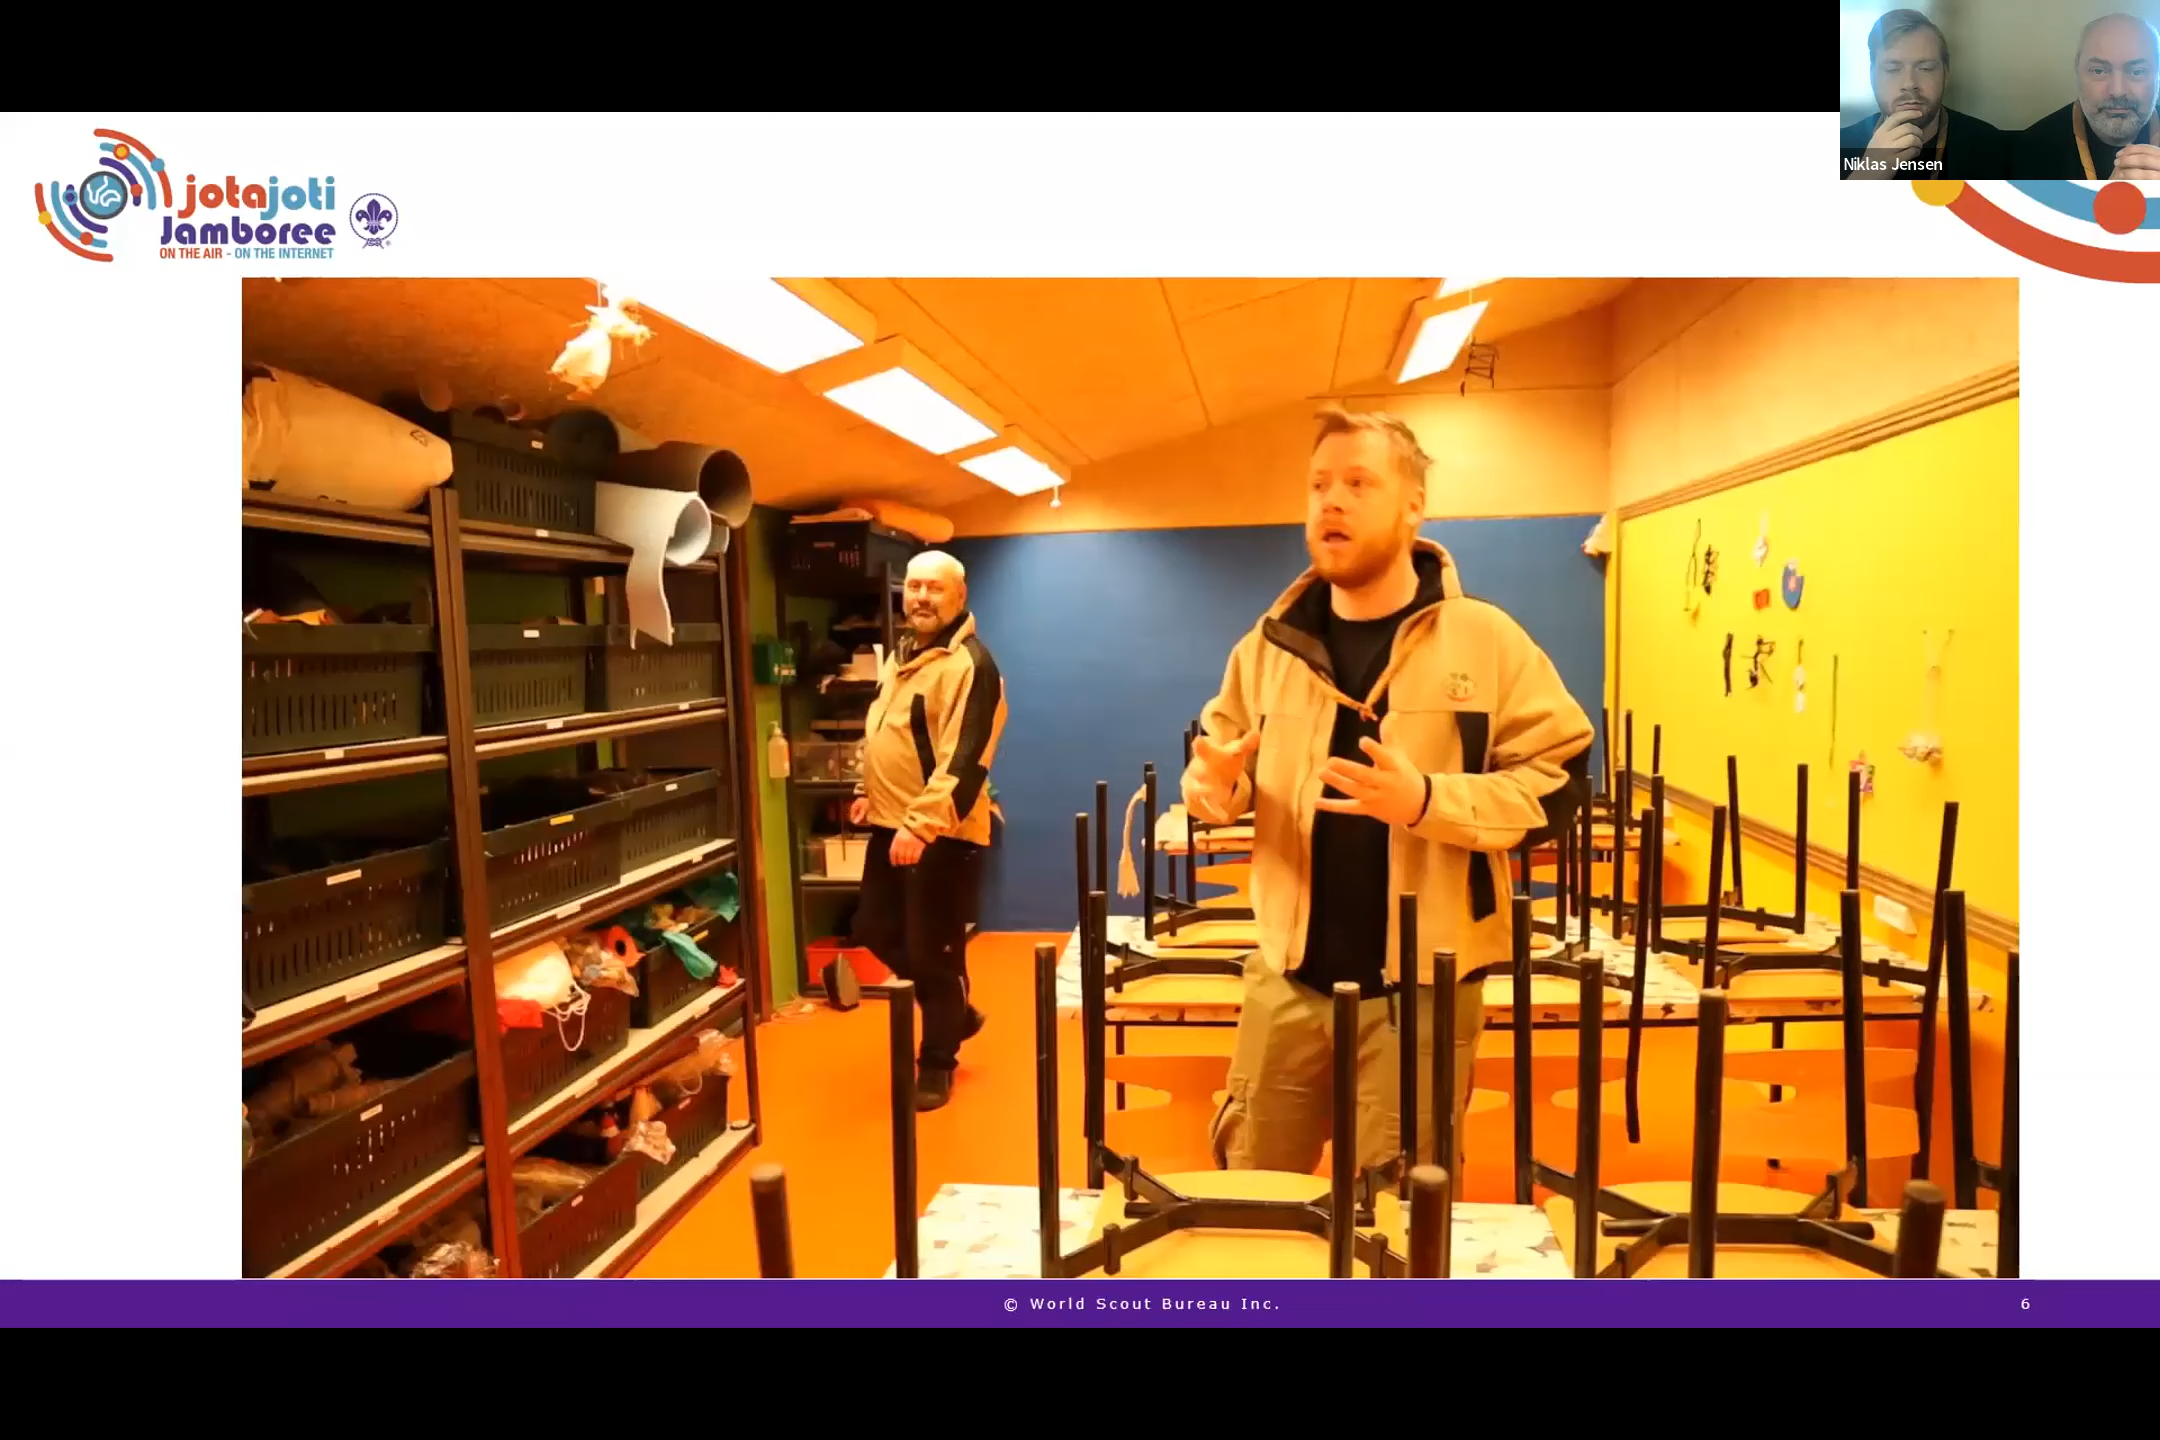 Niklas Jensen
jotajoti
Jamboree
ON THE AIR - ON THE INTERNET
© World Scout Bureau Inc.
6